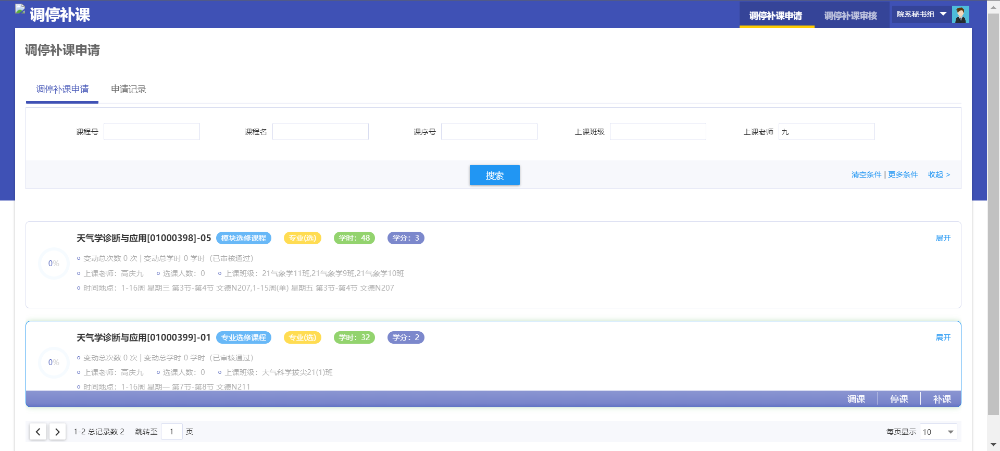 调停补课
调停补课申请 调停补课审核 院系秘书组
调停补课申请
调停补课申请 申请记录
课程号 课程名 课序号 上课班级 上课老师 九
搜索 清空条件 | 更多条件 收起 >
天气学诊断与应用[01000398]-05 模块选修课程 专业(选) 学时：48 学分：3 展开
变动总次数 0 次 | 变动总学时 0 学时（已审核通过）
0%
上课老师：高庆九 选课人数：0 上课班级：21气象学11班,21气象学9班,21气象学10班
时间地点：1-16周 星期三 第3节-第4节 文德N207,1-15周(单) 星期五 第3节-第4节 文德N207
天气学诊断与应用[01000399]-01 专业选修课程 专业(选) 学时：32 学分：2 展开
变动总次数 0 次 | 变动总学时 0 学时（已审核通过）
0%
上课老师：高庆九 选课人数：0 上课班级：大气科学拔尖21(1)班
时间地点：1-16周 星期一 第7节-第8节 文德N211
调课 停课 补课
1-2 总记录数 2 跳转至 1 页 每页显示 10